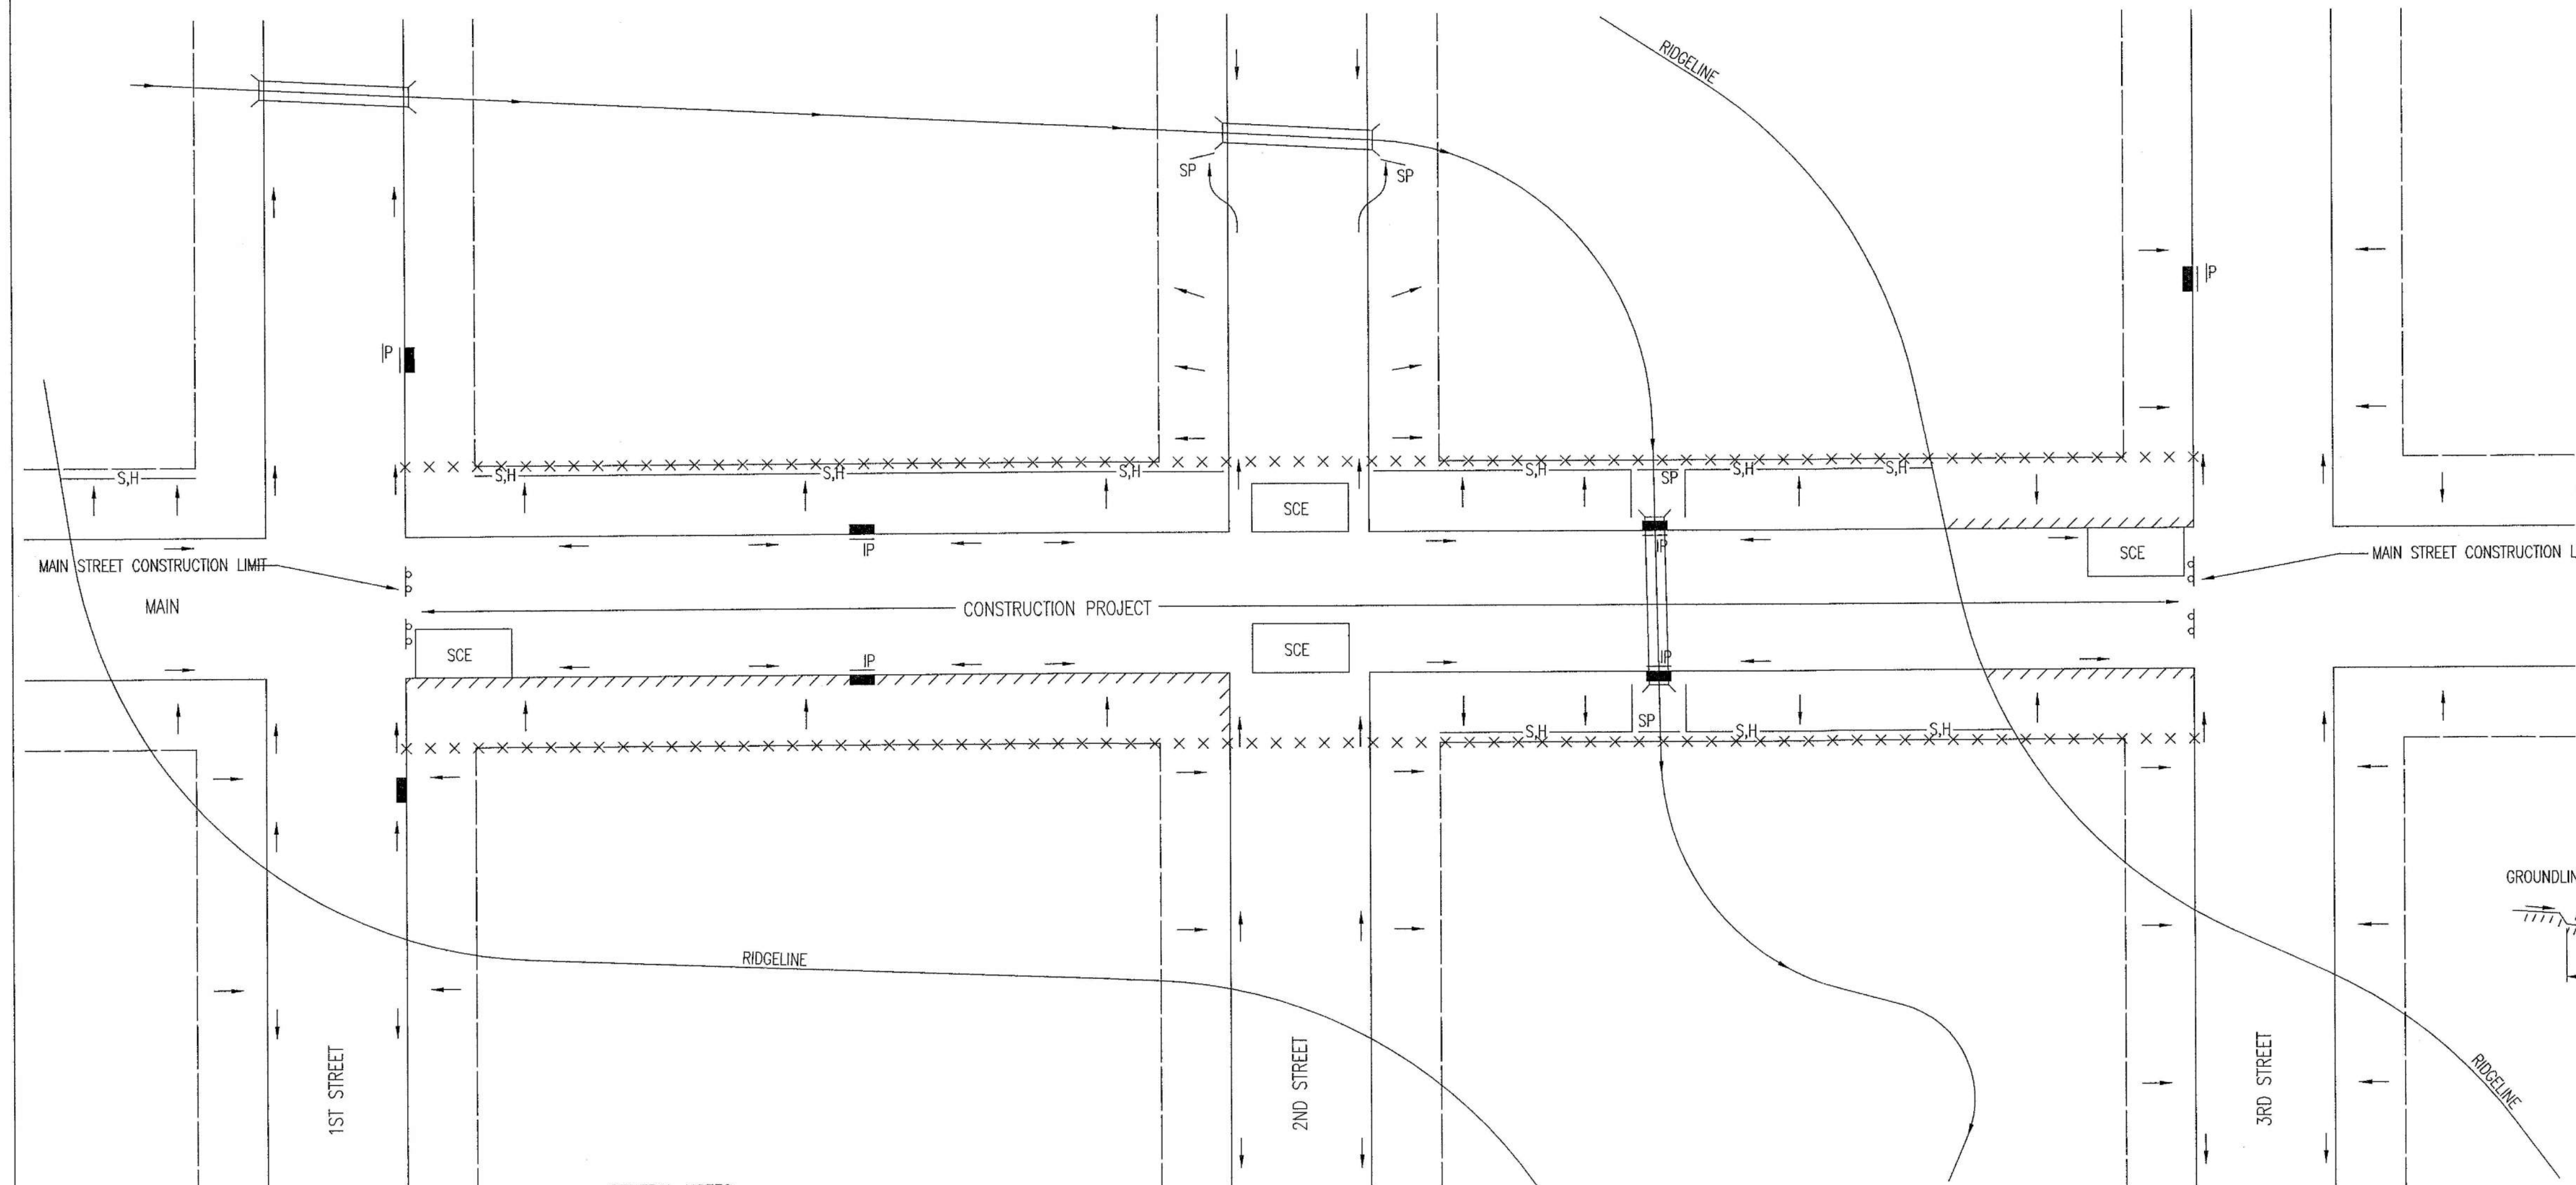 RIDGELINE
SP
SP
IP
IP
S,H
S,H
S,H
S,H
S,H
SP
S,H
S,H
SCE
MAIN STREET CONSTRUCTION LIMIT
IP
IP
SCE
MAIN STREET CONSTRUCTION L
MAIN
CONSTRUCTION PROJECT
SCE
IP
SCE
IP
S,H
SP
S,H
S,H
GROUNDLIN
RIDGELINE
1ST STREET
2ND STREET
3RD STREET
RIDGELINE